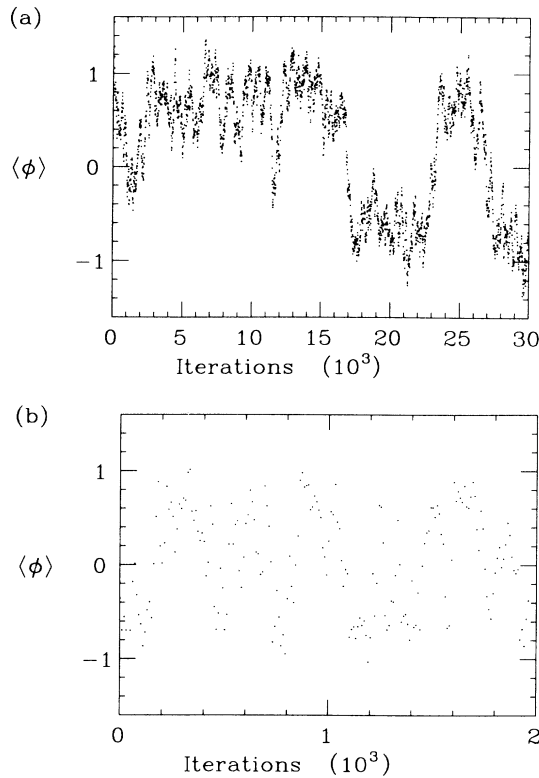 (a)
1
⟨ϕ⟩
0
−1
0 5 10 15 20 25 30
Iterations (10³)
(b)
1
⟨ϕ⟩
0
−1
0 1 2
Iterations (10³)